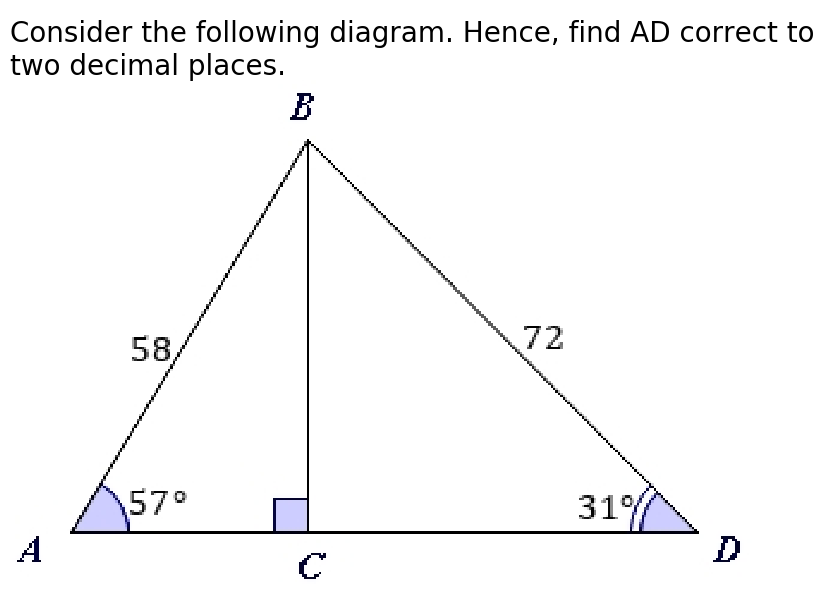 Consider the following diagram. Hence, find AD correct to
two decimal places.
B
58
72
57°
31°
A
C
D